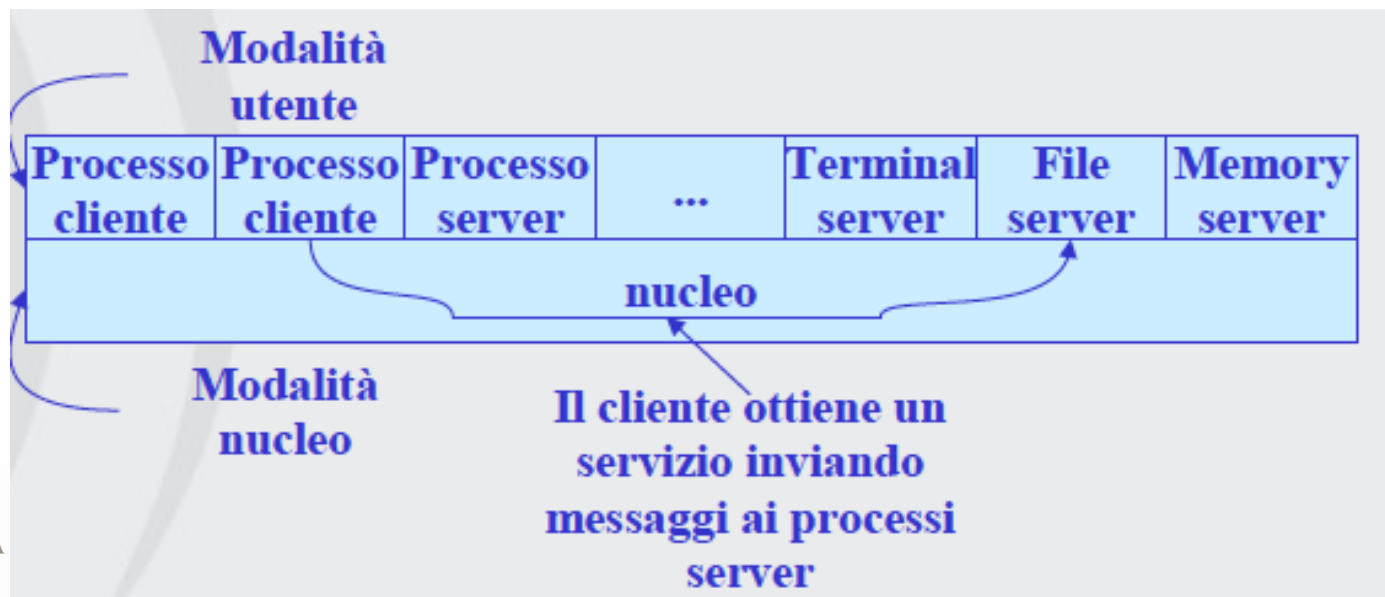 Modalità
utente
Processo Processo Processo ... Terminal File Memory
cliente cliente server server server server
nucleo
Modalità
nucleo
Il cliente ottiene un
servizio inviando
messaggi ai processi
server